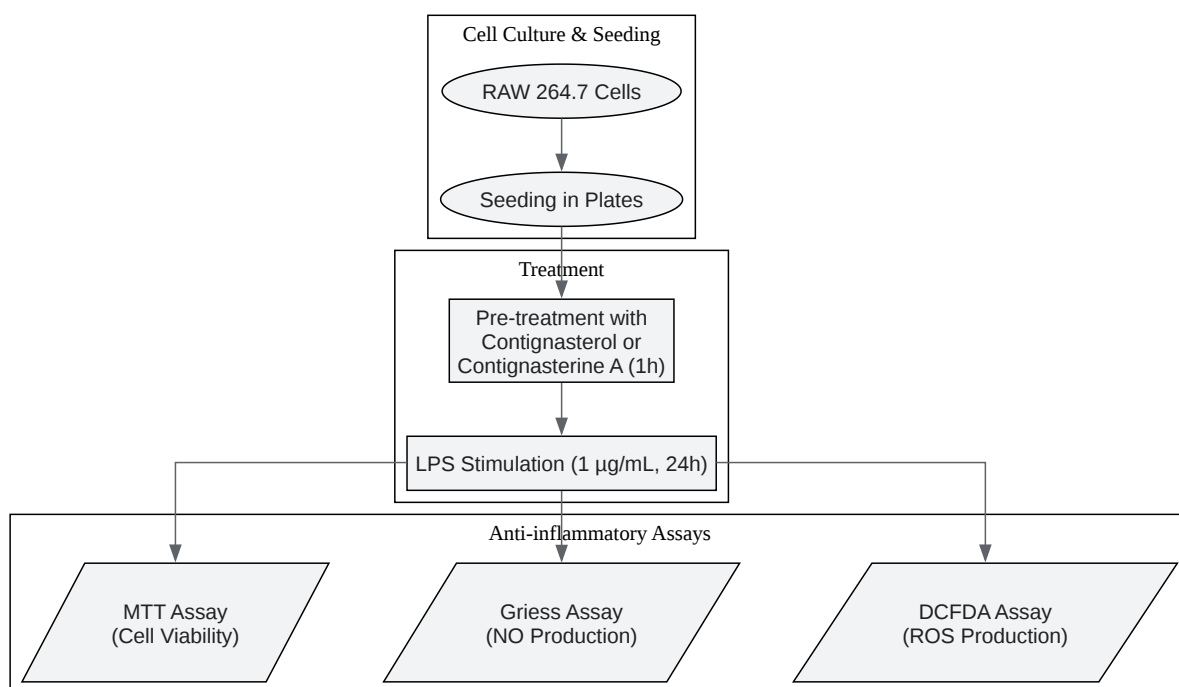 Cell Culture & Seeding
RAW 264.7 Cells
Seeding in Plates
Treatment
Pre-treatment with
Contignasterol or
Contignasterine A (1h)
LPS Stimulation (1 µg/mL, 24h)
Anti-inflammatory Assays
MTT Assay
(Cell Viability)
Griess Assay
(NO Production)
DCFDA Assay
(ROS Production)